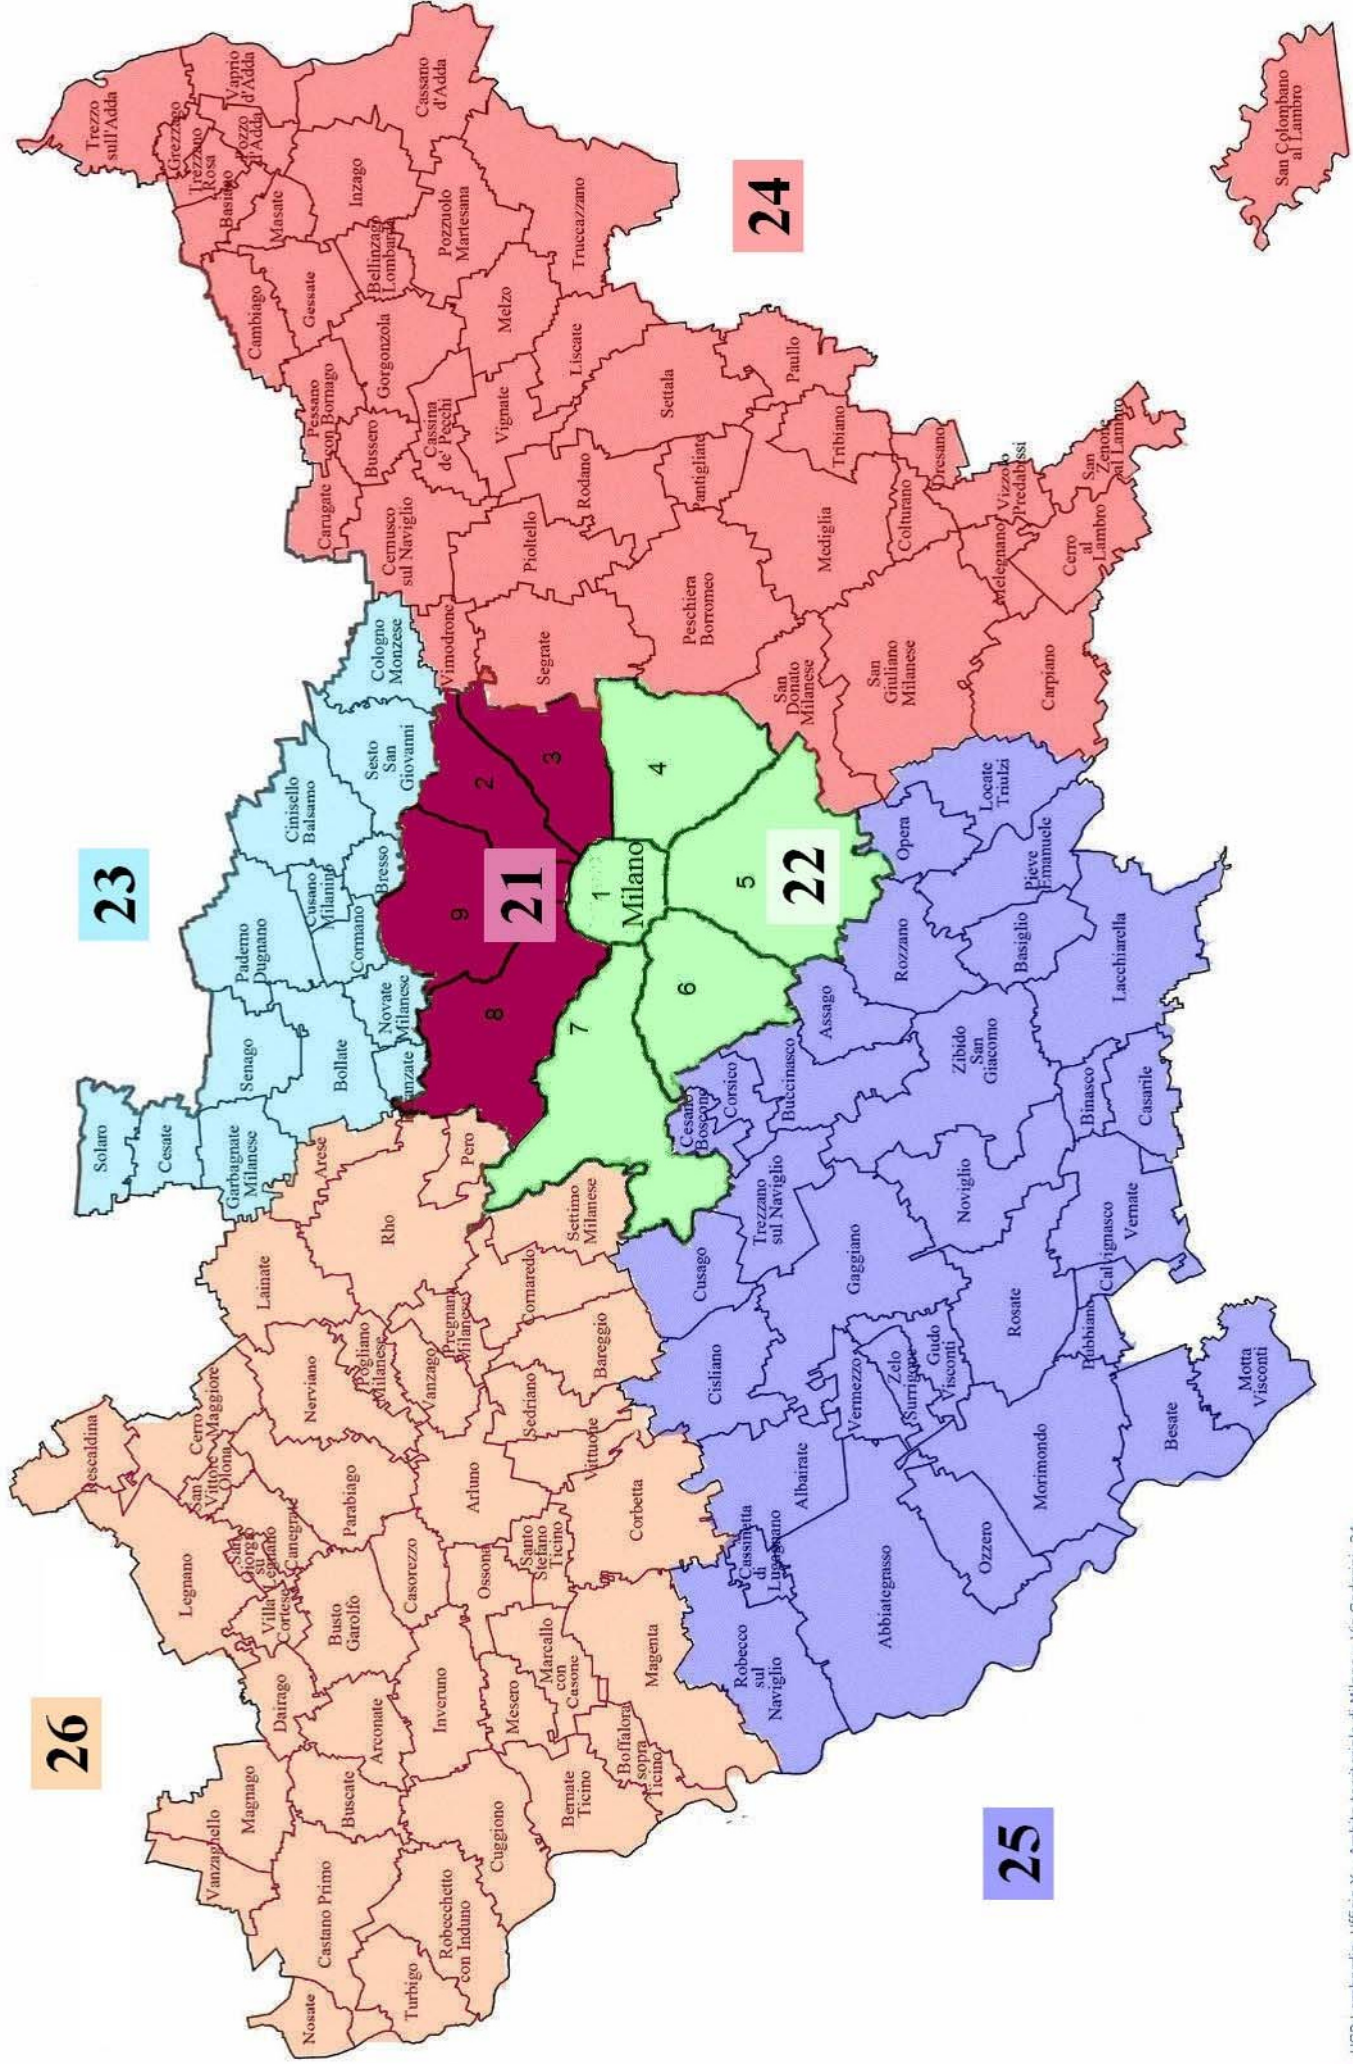 26
23
24
21
22
25
Rescaldina
Legnano
Cerro
Maggiore
San
Vittore
Olona
San
Giorgio
su
Legnano
Canegrate
Villa
Cortese
Dairago
Busto
Garolfo
Parabiago
Nerviano
Lainate
Rho
Arese
Pero
Pogliano
Milanese
Pregnana
Milanese
Vanzago
Cornaredo
Settimo
Milanese
Bareggio
Sedriano
Vittuone
Arluno
Corbetta
Santo
Stefano
Ticino
Ossona
Casorezzo
Inveruno
Arconate
Buscate
Magnago
Vanzaghello
Castano Primo
Nosate
Turbigo
Robecchetto
con Induno
Cuggiono
Bernate
Ticino
Mesero
Marcallo
con
Casone
Boffalora
sopra
Ticino
Magenta
Solaro
Cesate
Garbagnate
Milanese
Senago
Bollate
Novate
Milanese
Paderno
Dugnano
Cusano
Milanino
Cormano
Bresso
Cinisello
Balsamo
Sesto
San
Giovanni
Cologno
Monzese
9
8
2
3
1
Milano
4
5
6
7
Trezzo
sull'Adda
Grezzago
Vaprio
d'Adda
Trezzano
Rosa
Pozzo
d'Adda
Basiano
Masate
Cambiago
Gessate
Inzago
Cassano
d'Adda
Bellinzago
Lombardo
Pozzuolo
Martesana
Truccazzano
Gorgonzola
Melzo
Liscate
Pessano
con Bornago
Bussero
Cassina
de' Pecchi
Vignate
Carugate
Cernusco
sul Naviglio
Pioltello
Rodano
Settala
Vimodrone
Segrate
Pantigliate
Paullo
Peschiera
Borromeo
Mediglia
Tribiano
San
Donato
Milanese
San
Giuliano
Milanese
Colturano
Dresano
Vizzolo
Predabissi
Melegnano
Cerro
al
Lambro
San
Zenone
al Lambro
Carpiano
San Colombano
al Lambro
Cusago
Cisliano
Cesano
Boscone
Corsico
Buccinasco
Assago
Trezzano
sul Naviglio
Gaggiano
Rozzano
Opera
Locate
Triulzi
Pieve
Emanuele
Basiglio
Lacchiarella
Zibido
San
Giacomo
Binasco
Casarile
Noviglio
Vernate
Calvignasco
Rosate
Bubbiano
Gudo
Visconti
Zelo
Surrigone
Vermezzo
Albairate
Cassinetta
di
Lugagnano
Robecco
sul
Naviglio
Abbiategrasso
Ozzero
Morimondo
Besate
Motta
Visconti